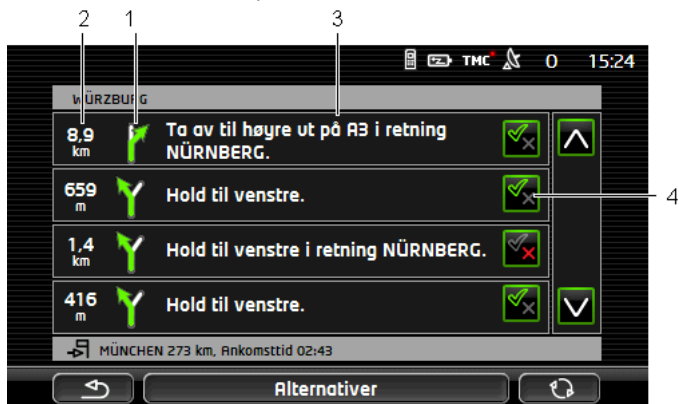 2 1 3
TMC 0 15:24
WÜRZBURG
8,9 km Ta av til høyre ut på A3 i retning
NÜRNBERG.
659 m Hold til venstre.
4
1,4 km Hold til venstre i retning NÜRNBERG.
416 m Hold til venstre.
MÜNCHEN 273 km, Ankomsttid 02:43
Alternativer